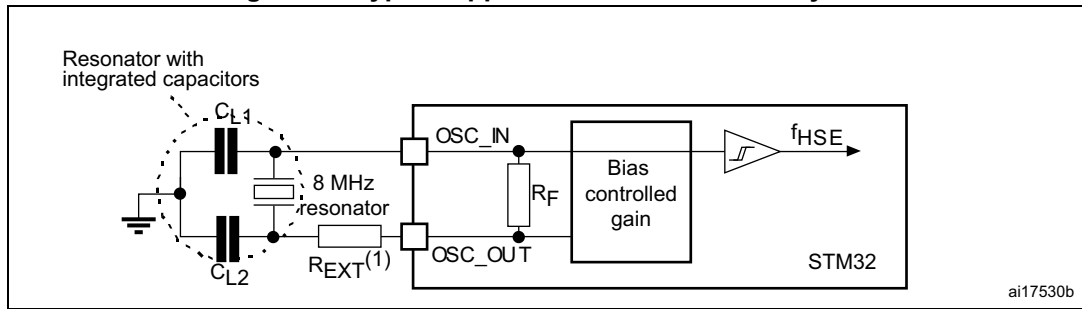 Resonator with
integrated capacitors
CL1
OSC_IN
fHSE
8 MHz
resonator
RF
Bias
controlled
gain
REXT(1)
OSC_OUT
CL2
STM32
ai17530b